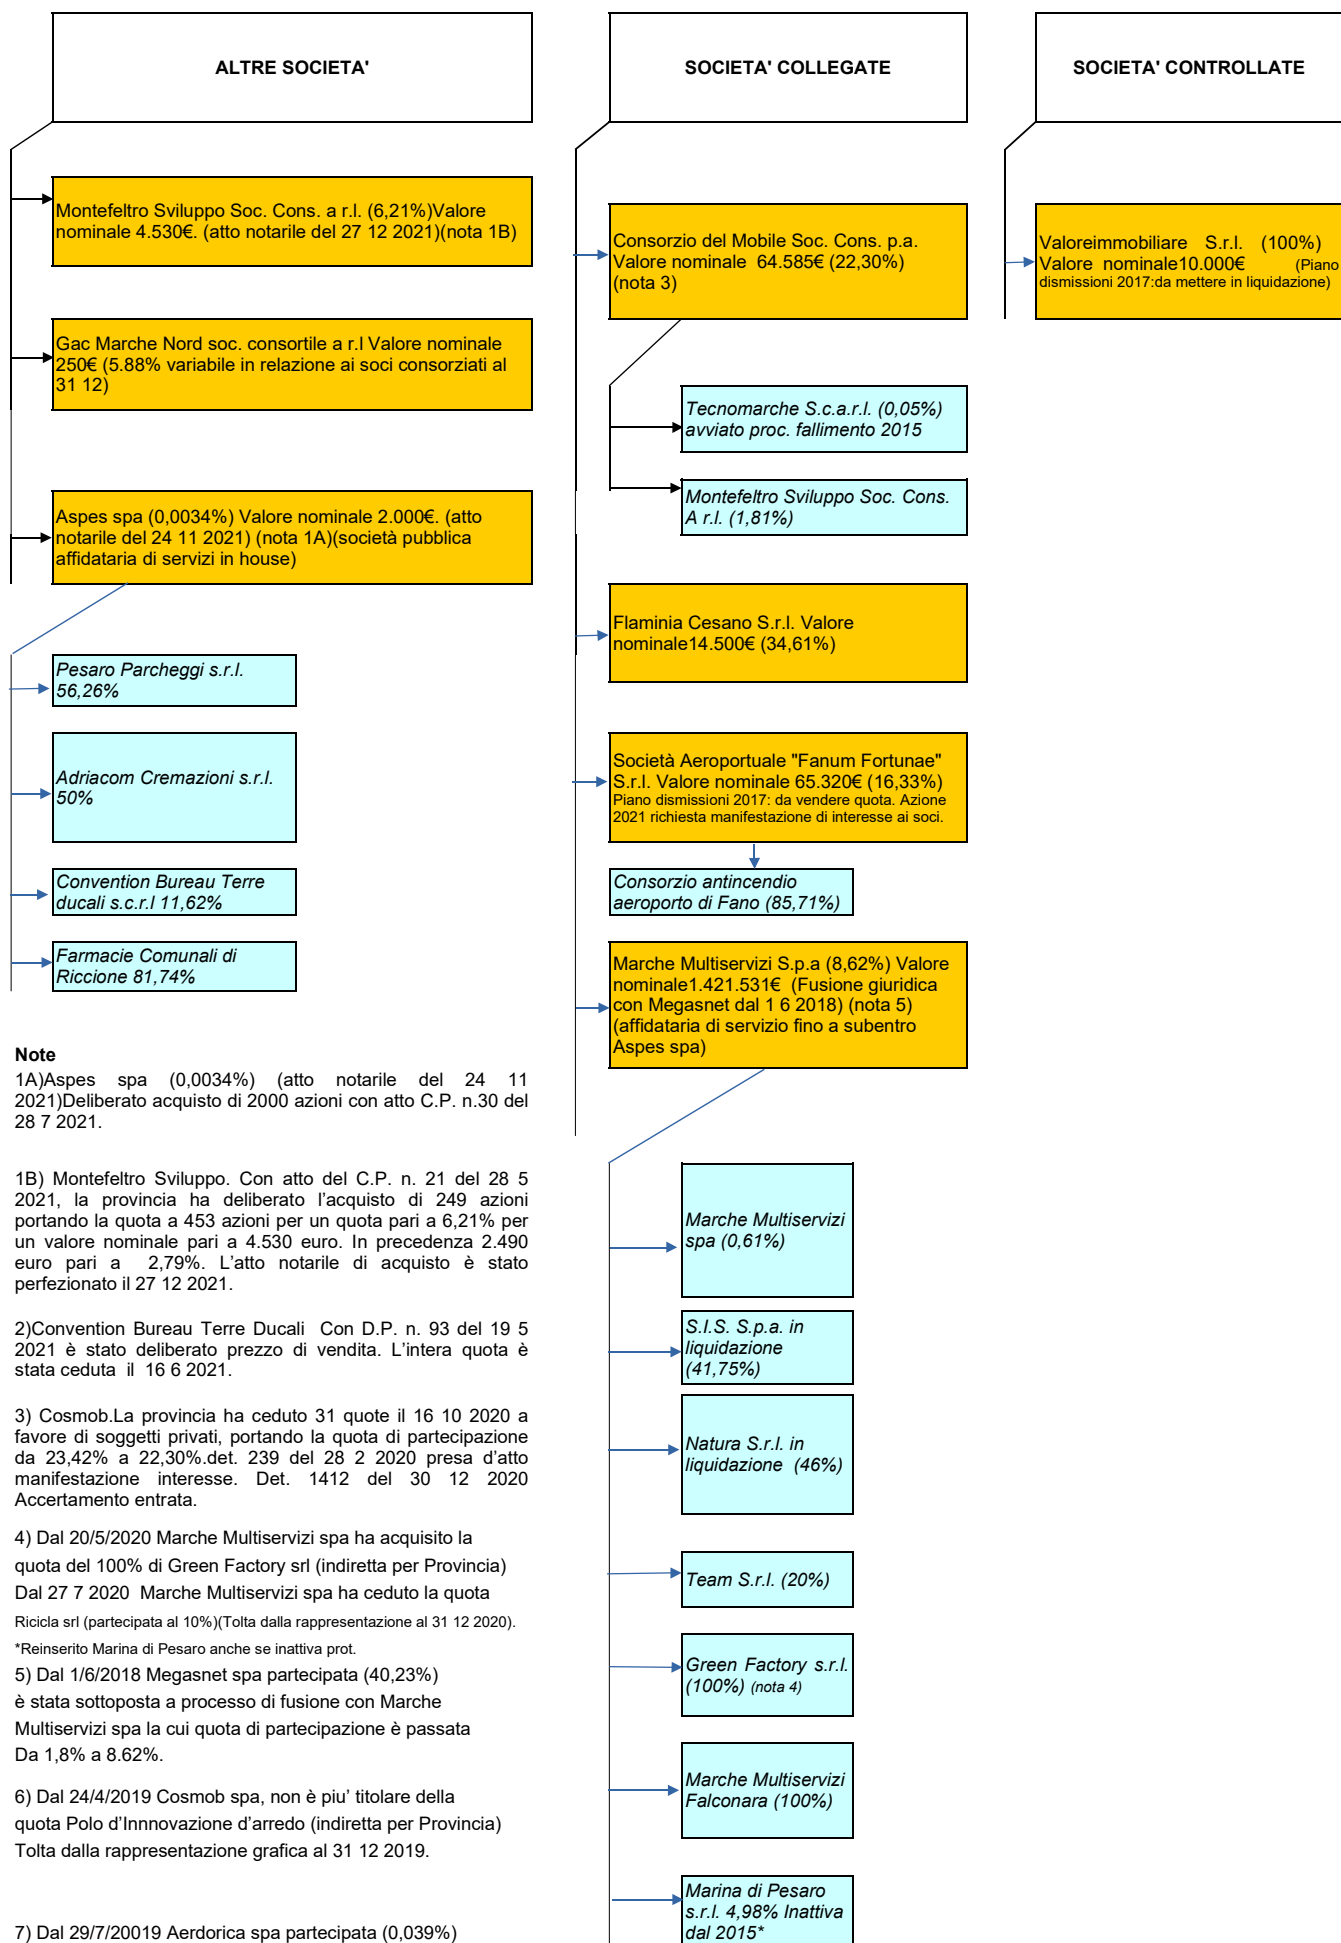 ALTRE SOCIETA'
Montefeltro Sviluppo Soc. Cons. a r.l. (6,21%)Valore
nominale 4.530€. (atto notarile del 27 12 2021)(nota 1B)
Gac Marche Nord soc. consortile a r.l Valore nominale
250€ (5.88% variabile in relazione ai soci consorziati al
31 12)
Aspes spa (0,0034%) Valore nominale 2.000€. (atto
notarile del 24 11 2021) (nota 1A)(società pubblica
affidataria di servizi in house)
Pesaro Parcheggi s.r.l.
56,26%
Adriacom Cremazioni s.r.l.
50%
Convention Bureau Terre
ducali s.c.r.l 11,62%
Farmacie Comunali di
Riccione 81,74%
SOCIETA' COLLEGATE
Consorzio del Mobile Soc. Cons. p.a.
Valore nominale 64.585€ (22,30%)
(nota 3)
Tecnomarche S.c.a.r.l. (0,05%)
avviato proc. fallimento 2015
Montefeltro Sviluppo Soc. Cons.
A r.l. (1,81%)
Flaminia Cesano S.r.l. Valore
nominale14.500€ (34,61%)
Società Aeroportuale "Fanum Fortunae"
S.r.l. Valore nominale 65.320€ (16,33%)
Piano dismissioni 2017: da vendere quota. Azione
2021 richiesta manifestazione di interesse ai soci.
Consorzio antincendio
aeroporto di Fano (85,71%)
Marche Multiservizi S.p.a (8,62%) Valore
nominale1.421.531€ (Fusione giuridica
con Megasnet dal 1 6 2018) (nota 5)
(affidataria di servizio fino a subentro
Aspes spa)
Marche Multiservizi
spa (0,61%)
S.I.S. S.p.a. in
liquidazione
(41,75%)
Natura S.r.l. in
liquidazione (46%)
Team S.r.l. (20%)
Green Factory s.r.l.
(100%) (nota 4)
Marche Multiservizi
Falconara (100%)
Marina di Pesaro
s.r.l. 4,98% Inattiva
dal 2015*
SOCIETA' CONTROLLATE
Valoreimmobiliare S.r.l. (100%)
Valore nominale10.000€ (Piano
dismissioni 2017:da mettere in liquidazione)
Note
1A)Aspes spa (0,0034%) (atto notarile del 24 11
2021)Deliberato acquisto di 2000 azioni con atto C.P. n.30 del
28 7 2021.
1B) Montefeltro Sviluppo. Con atto del C.P. n. 21 del 28 5
2021, la provincia ha deliberato l’acquisto di 249 azioni
portando la quota a 453 azioni per un quota pari a 6,21% per
un valore nominale pari a 4.530 euro. In precedenza 2.490
euro pari a 2,79%. L’atto notarile di acquisto è stato
perfezionato il 27 12 2021.
2)Convention Bureau Terre Ducali Con D.P. n. 93 del 19 5
2021 è stato deliberato prezzo di vendita. L’intera quota è
stata ceduta il 16 6 2021.
3) Cosmob.La provincia ha ceduto 31 quote il 16 10 2020 a
favore di soggetti privati, portando la quota di partecipazione
da 23,42% a 22,30%.det. 239 del 28 2 2020 presa d’atto
manifestazione interesse. Det. 1412 del 30 12 2020
Accertamento entrata.
4) Dal 20/5/2020 Marche Multiservizi spa ha acquisito la
quota del 100% di Green Factory srl (indiretta per Provincia)
Dal 27 7 2020 Marche Multiservizi spa ha ceduto la quota
Ricicla srl (partecipata al 10%)(Tolta dalla rappresentazione al 31 12 2020).
*Reinserito Marina di Pesaro anche se inattiva prot.
5) Dal 1/6/2018 Megasnet spa partecipata (40,23%)
è stata sottoposta a processo di fusione con Marche
Multiservizi spa la cui quota di partecipazione è passata
Da 1,8% a 8.62%.
6) Dal 24/4/2019 Cosmob spa, non è piu’ titolare della
quota Polo d’Innnovazione d’arredo (indiretta per Provincia)
Tolta dalla rappresentazione grafica al 31 12 2019.
7) Dal 29/7/20019 Aerdorica spa partecipata (0,039%)